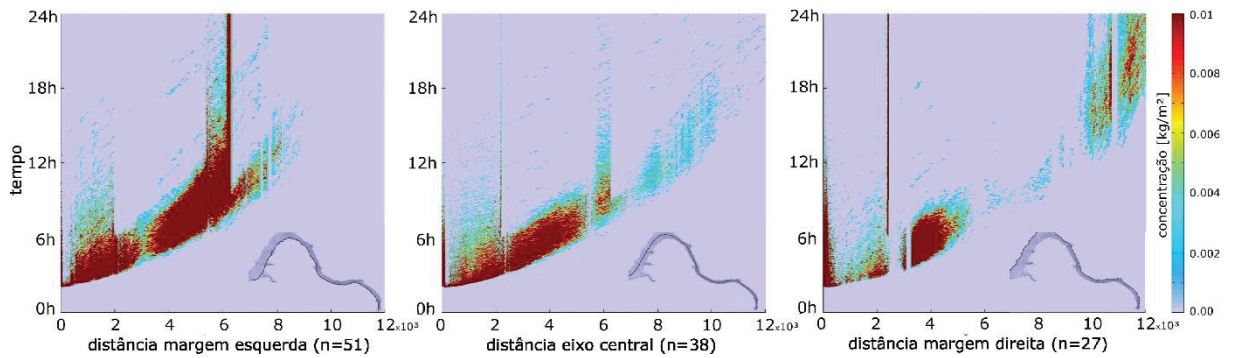 24h 24h 24h 0.01
18h 18h 18h 0.008
tempo 12h 12h 12h 0.006
6h 6h 6h 0.004
0.002
0h 0h 0h 0.00
concentração [kg/m²]
0 2 4 6 8 10 12 x10³ 0 2 4 6 8 10 12 x10³ 0 2 4 6 8 10 12 x10³
distância margem esquerda (n=51) distância eixo central (n=38) distância margem direita (n=27)